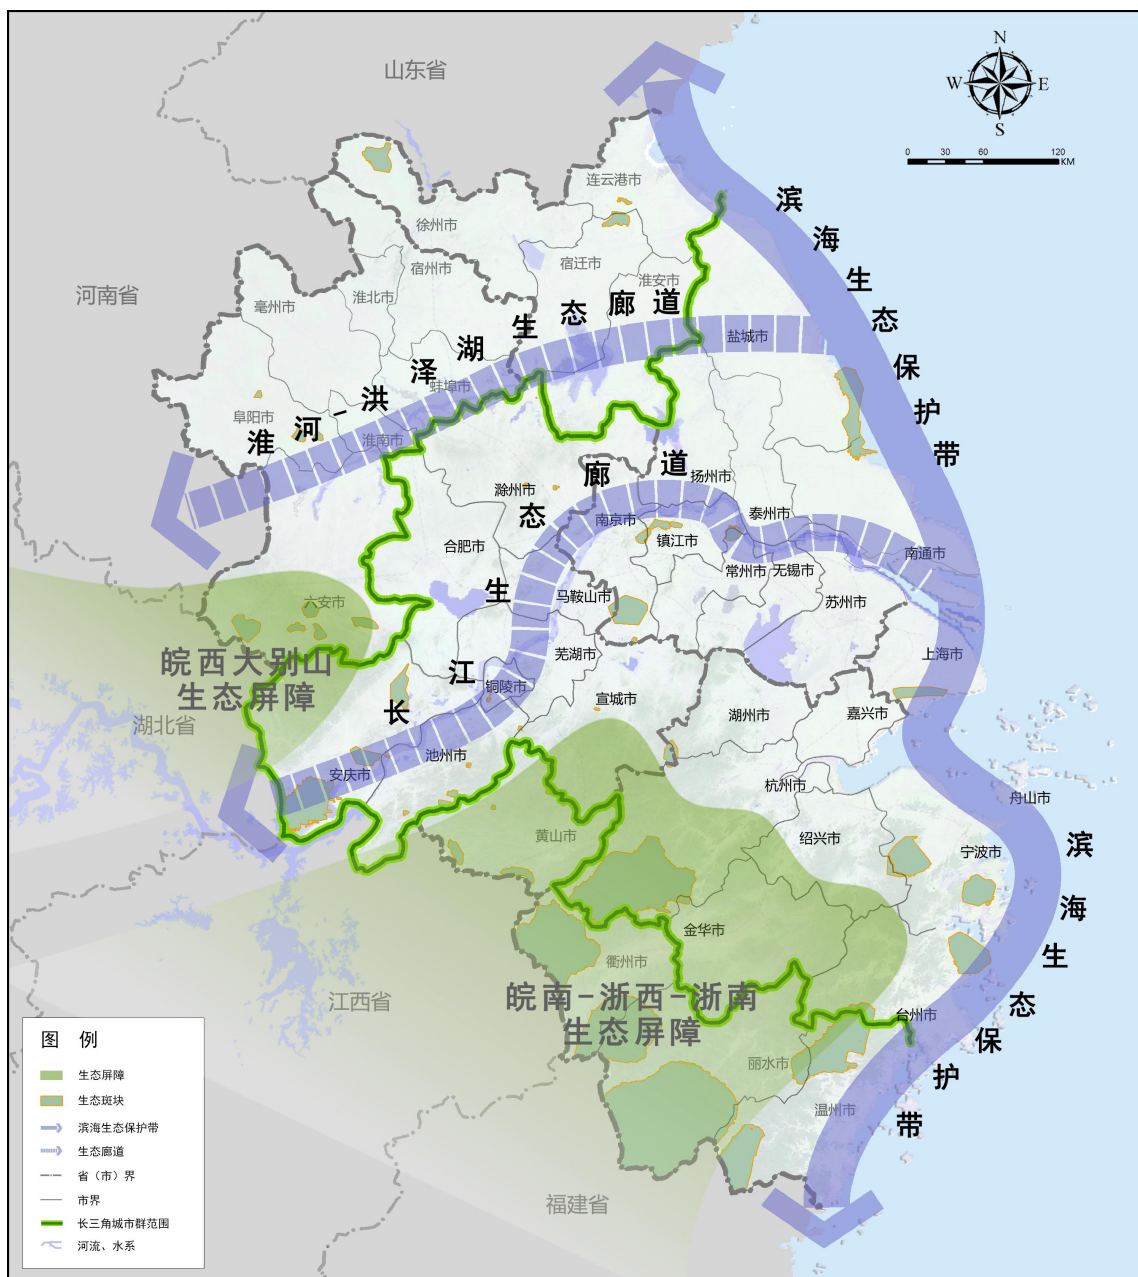 山东省
N
W
E
S
0 30 60 120
KM
连云港市
滨海生态保护带
徐州市
宿州市
宿迁市
淮安市
河南省
淮北市
亳州市
淮河-洪泽湖生态廊道
盐城市
蚌埠市
阜阳市
淮南市
长江生态廊道
扬州市
滁州市
泰州市
南京市
镇江市
合肥市
南通市
常州市
无锡市
马鞍山市
苏州市
六安市
上海市
芜湖市
皖西大别山
生态屏障
铜陵市
宣城市
湖州市
嘉兴市
湖北省
池州市
安庆市
杭州市
舟山市
黄山市
绍兴市
宁波市
滨海生态保护带
金华市
衢州市
江西省
皖南-浙西-浙南
生态屏障
台州市
丽水市
温州市
福建省
图 例
生态屏障
生态斑块
滨海生态保护带
生态廊道
省（市）界
市界
长三角城市群范围
河流、水系